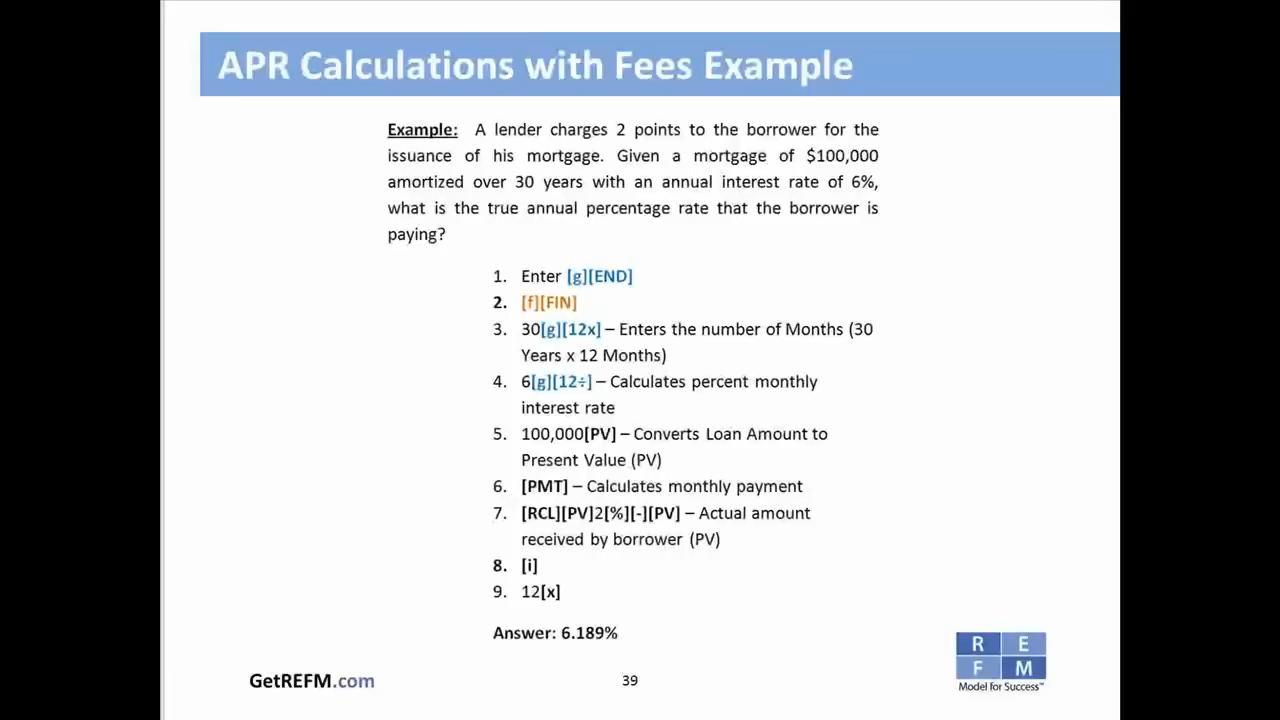 APR Calculations with Fees Example
Example: A lender charges 2 points to the borrower for the
issuance of his mortgage. Given a mortgage of $100,000
amortized over 30 years with an annual interest rate of 6%,
what is the true annual percentage rate that the borrower is
paying?
1. Enter [g][END]
2. [f][FIN]
3. 30[g][12x] – Enters the number of Months (30
Years x 12 Months)
4. 6[g][12÷] – Calculates percent monthly
interest rate
5. 100,000[PV] – Converts Loan Amount to
Present Value (PV)
6. [PMT] – Calculates monthly payment
7. [RCL][PV]2[%][-][PV] – Actual amount
received by borrower (PV)
8. [i]
9. 12[x]
Answer: 6.189%
GetREFM.com
39
R E
F M
Model for Success™